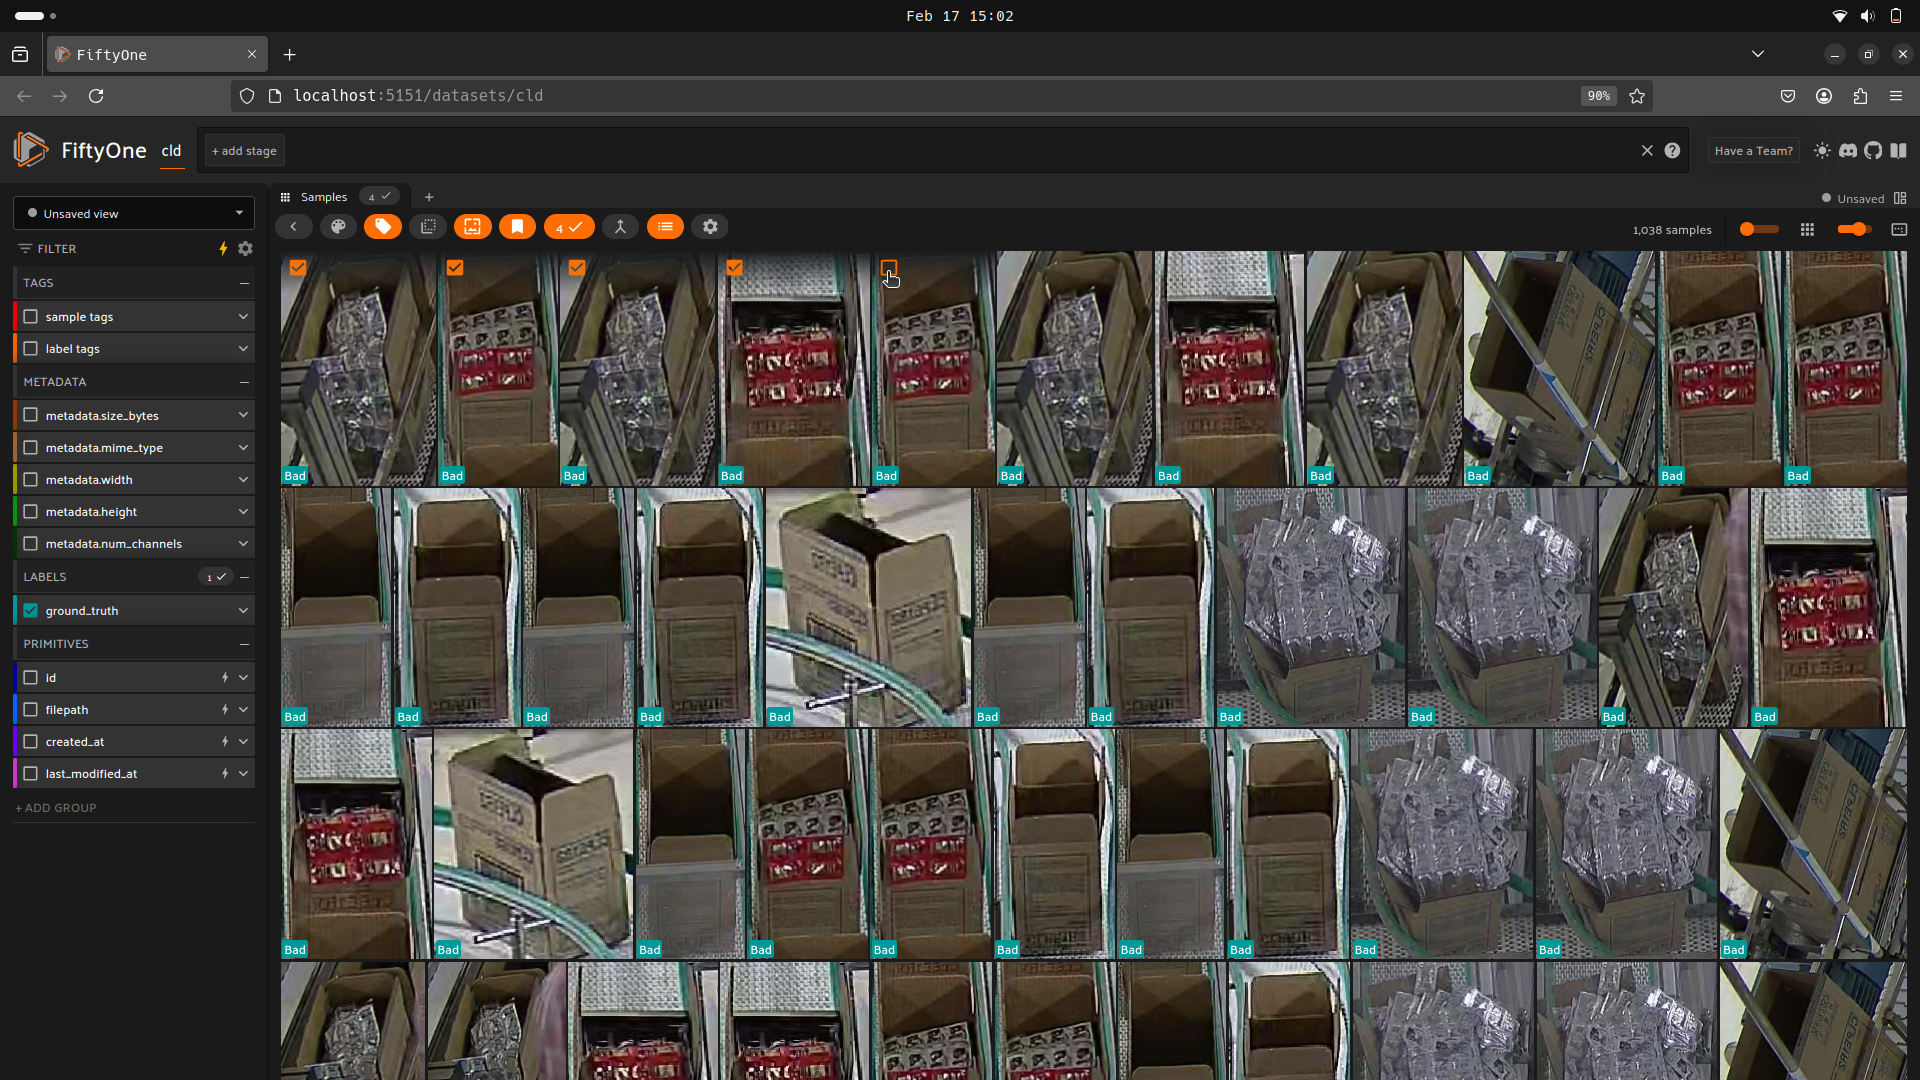 Feb 17 15:02
FiftyOne
localhost:5151/datasets/cld
90%
FiftyOne cld
+ add stage
Have a Team?
Unsaved view
Samples 4 +
Unsaved
4
1,038 samples
FILTER
TAGS
sample tags
label tags
METADATA
metadata.size_bytes
metadata.mime_type
metadata.width
metadata.height
metadata.num_channels
LABELS 1
ground_truth
PRIMITIVES
id
filepath
created_at
last_modified_at
+ ADD GROUP
Bad Bad Bad Bad Bad Bad Bad Bad Bad Bad Bad
Bad Bad Bad Bad Bad Bad Bad Bad Bad Bad Bad
Bad Bad Bad Bad Bad Bad Bad Bad Bad Bad Bad